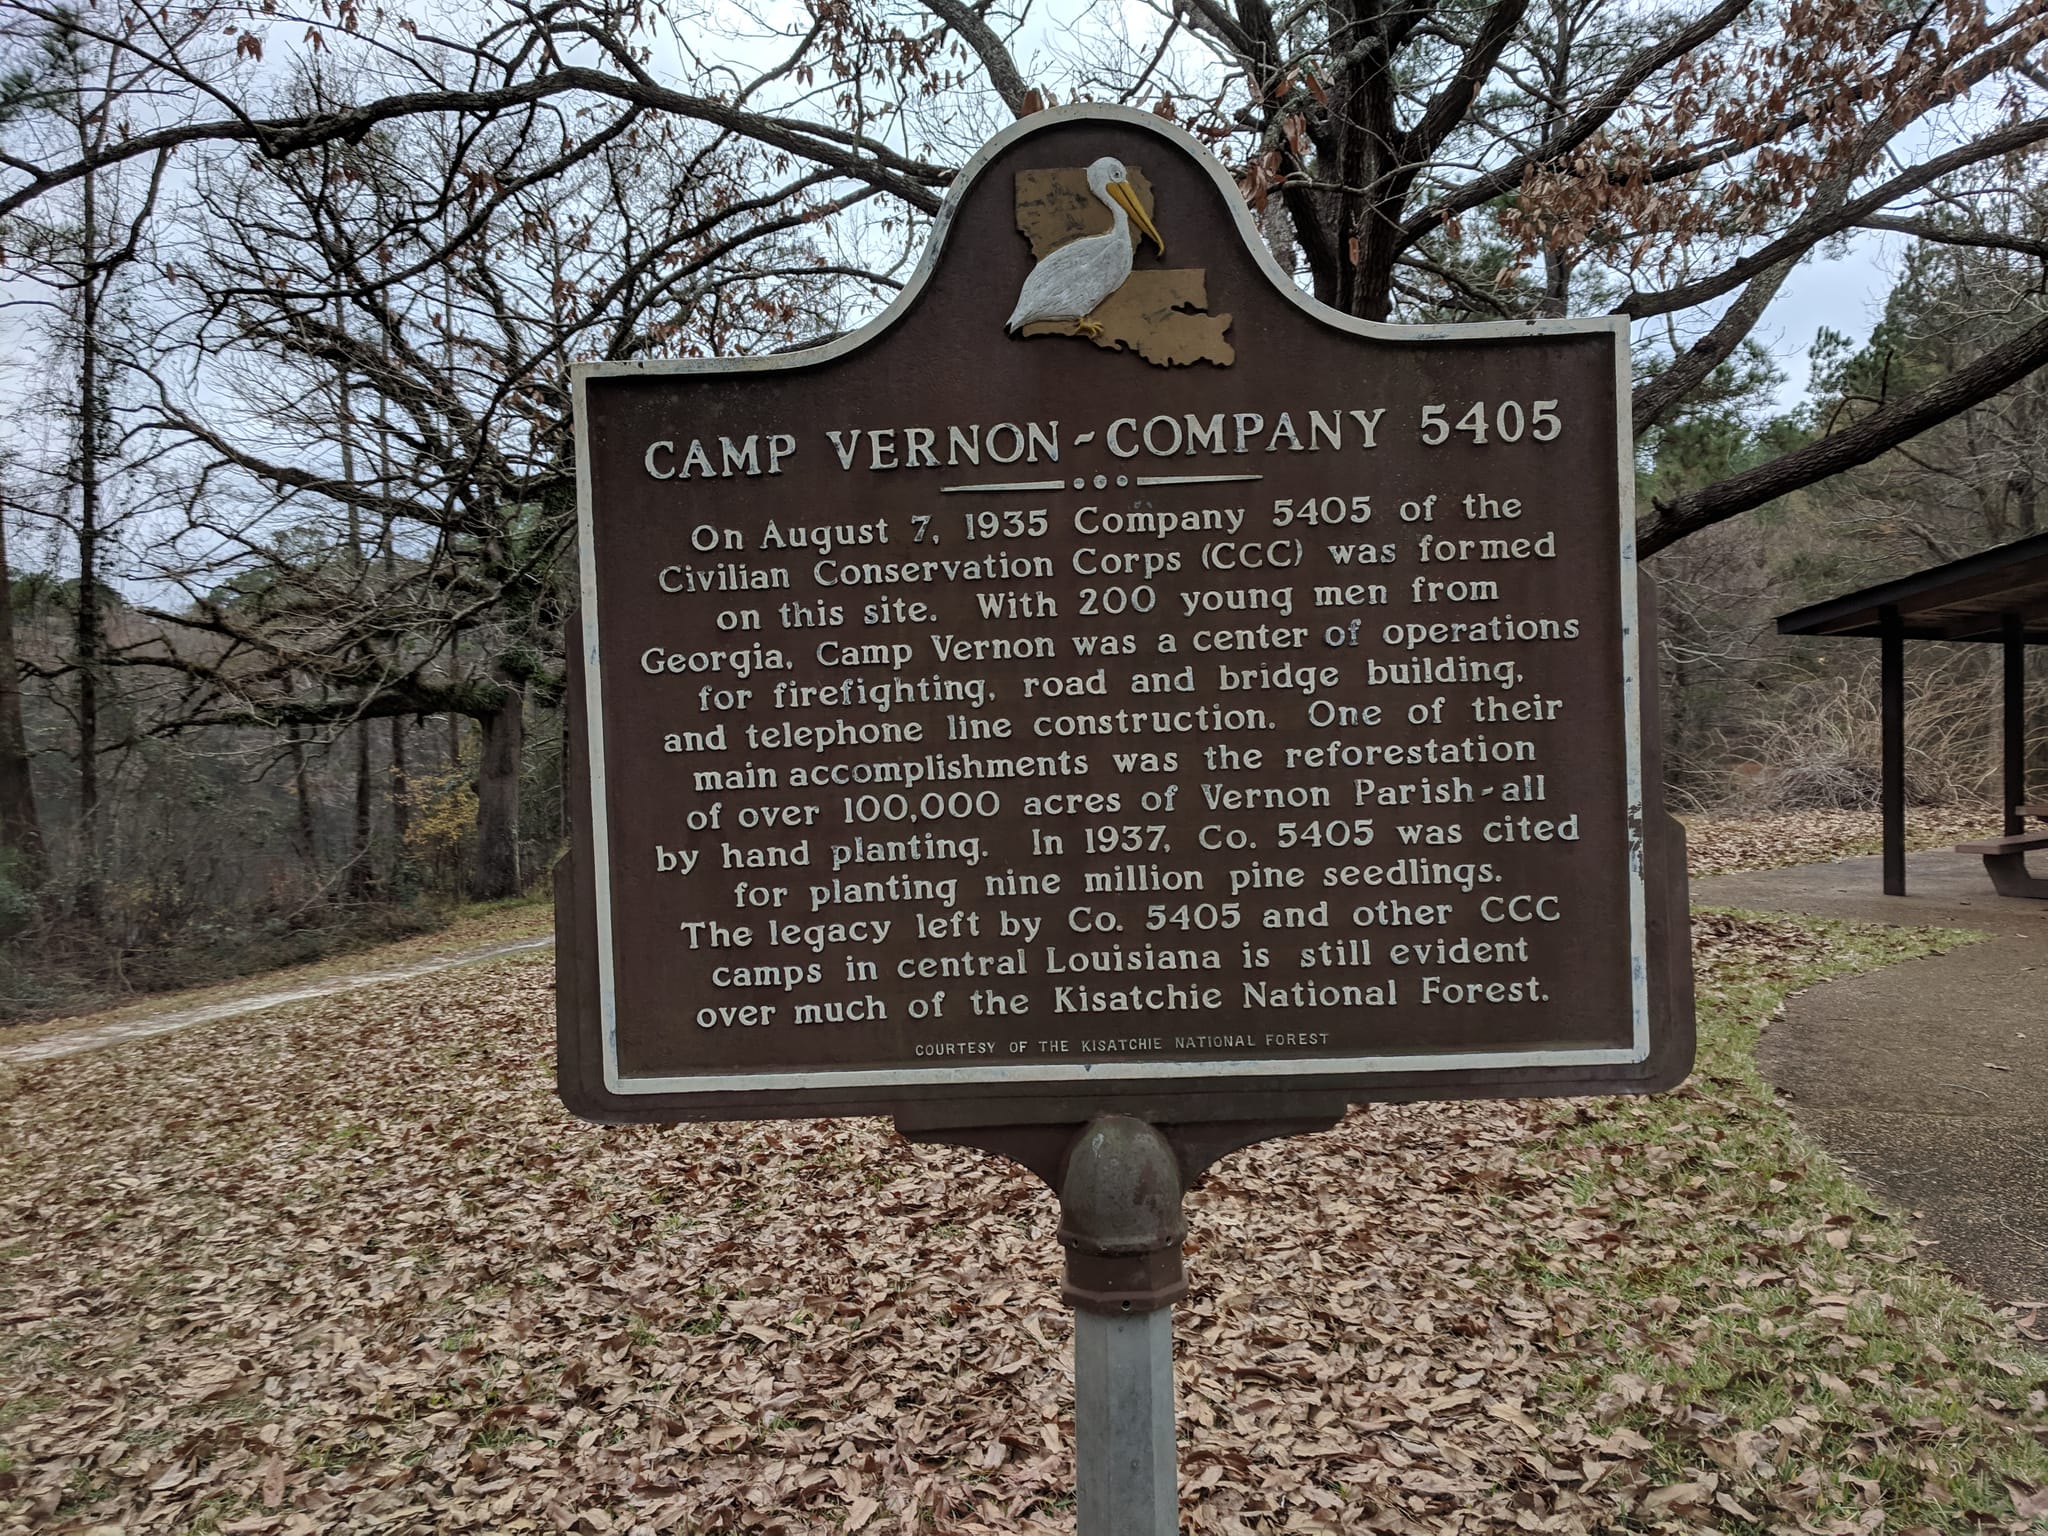 CAMP VERNON-COMPANY 5405
On August 7, 1935 Company 5405 of the
Civilian Conservation Corps (CCC) was formed
on this site. With 200 young men from
Georgia, Camp Vernon was a center of operations
for firefighting, road and bridge building,
and telephone line construction. One of their
main accomplishments was the reforestation
of over 100,000 acres of Vernon Parish-all
by hand planting. In 1937, Co. 5405 was cited
for planting nine million pine seedlings.
The legacy left by Co. 5405 and other CCC
camps in central Louisiana is still evident
over much of the Kisatchie National Forest.
COURTESY OF THE KISATCHIE NATIONAL FOREST